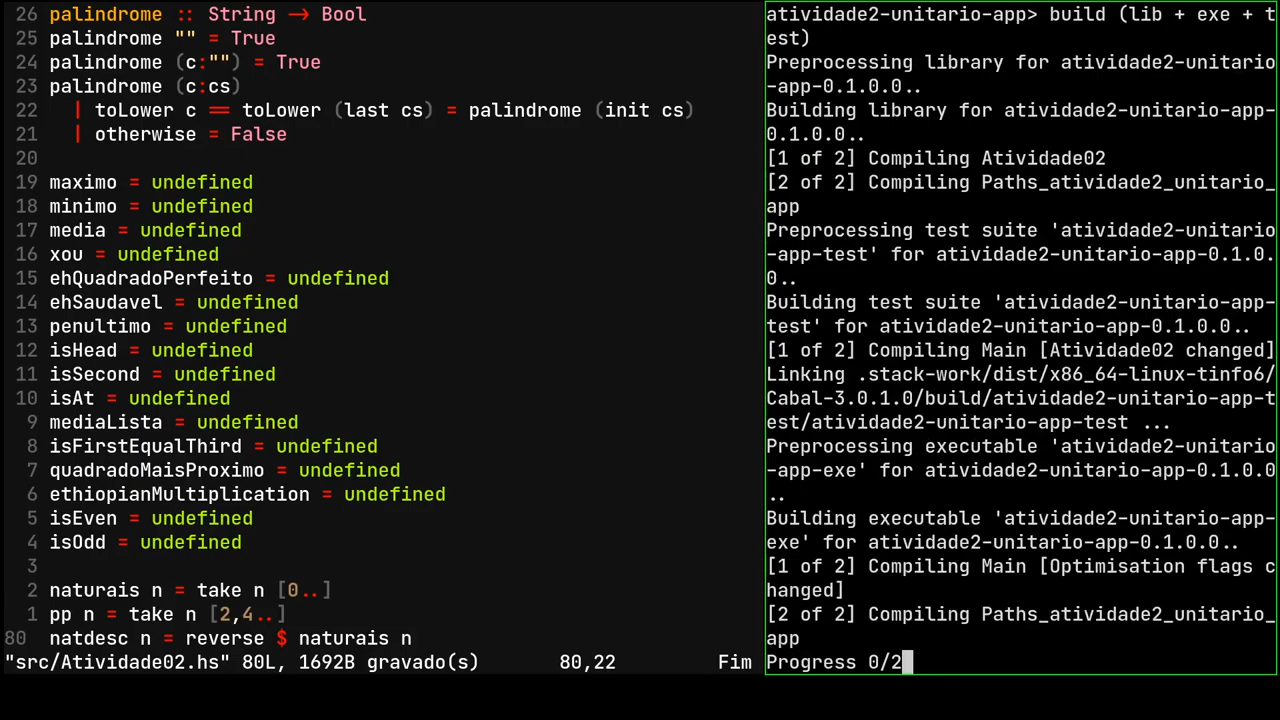 26 palindrome :: String → Bool
25 palindrome "" = True
24 palindrome (c:"") = True
23 palindrome (c:cs)
22   | toLower c == toLower (last cs) = palindrome (init cs)
21   | otherwise = False
20
19 maximo = undefined
18 minimo = undefined
17 media = undefined
16 xou = undefined
15 ehQuadradoPerfeito = undefined
14 ehSaudavel = undefined
13 penultimo = undefined
12 isHead = undefined
11 isSecond = undefined
10 isAt = undefined
9 mediaLista = undefined
8 isFirstEqualThird = undefined
7 quadradoMaisProximo = undefined
6 ethiopianMultiplication = undefined
5 isEven = undefined
4 isOdd = undefined
3
2 naturais n = take n [0..]
1 pp n = take n [2,4..]
80 natdesc n = reverse $ naturais n
"src/Atividade02.hs" 80L, 1692B gravado(s) 80,22 Fim
atividade2-unitario-app> build (lib + exe + t
est)
Preprocessing library for atividade2-unitario
-app-0.1.0.0..
Building library for atividade2-unitario-app-
0.1.0.0..
[1 of 2] Compiling Atividade02
[2 of 2] Compiling Paths_atividade2_unitario_
app
Preprocessing test suite 'atividade2-unitario
-app-test' for atividade2-unitario-app-0.1.0.
0..
Building test suite 'atividade2-unitario-app-
test' for atividade2-unitario-app-0.1.0.0..
[1 of 2] Compiling Main [Atividade02 changed]
Linking .stack-work/dist/x86_64-linux-tinfo6/
Cabal-3.0.1.0/build/atividade2-unitario-app-t
est/atividade2-unitario-app-test ...
Preprocessing executable 'atividade2-unitario
-app-exe' for atividade2-unitario-app-0.1.0.0
..
Building executable 'atividade2-unitario-app-
exe' for atividade2-unitario-app-0.1.0.0..
[1 of 2] Compiling Main [Optimisation flags c
hanged]
[2 of 2] Compiling Paths_atividade2_unitario_
app
Progress 0/2